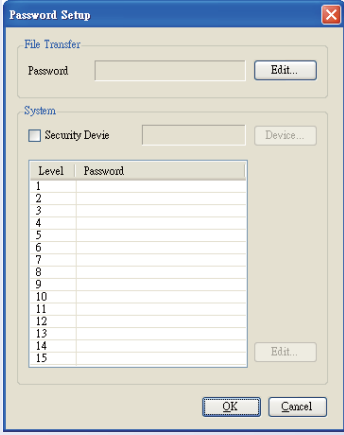 Password Setup
File Transfer
Password Edit...
System
Security Devie Device...
Level Password
1
2
3
4
5
6
7
8
9
10
11
12
13
14
15
Edit...
OK Cancel